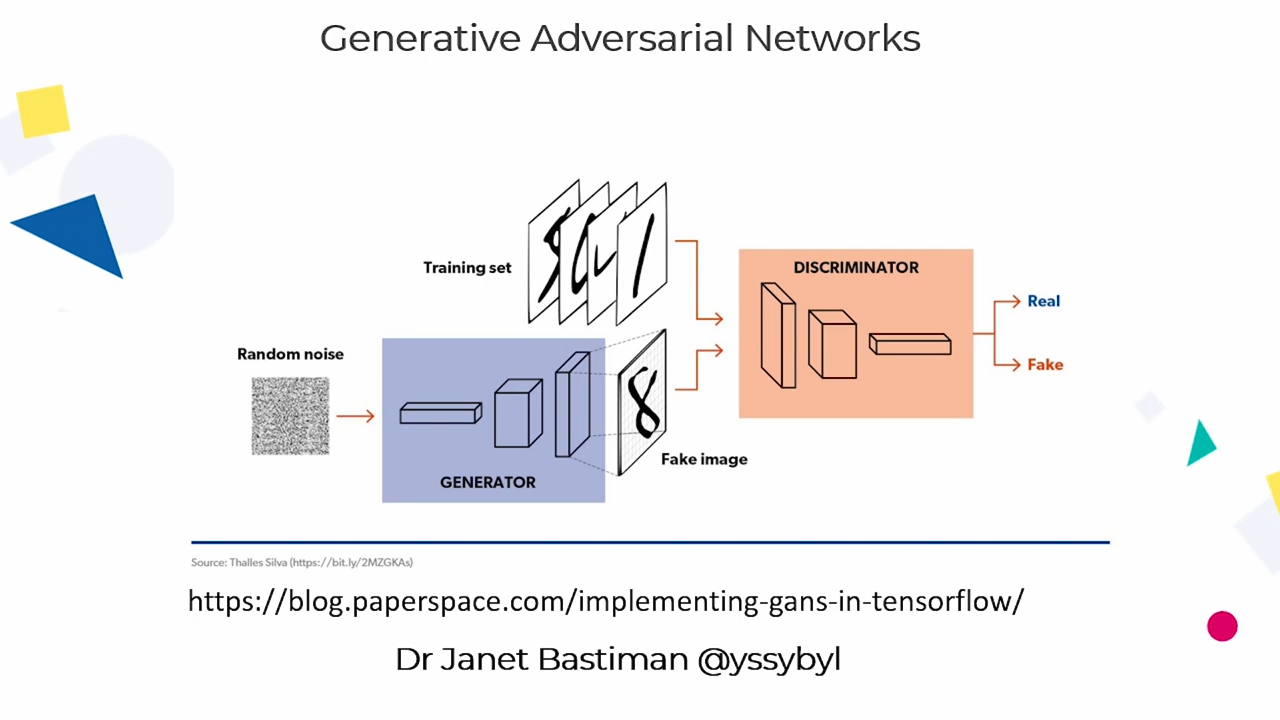 Generative Adversarial Networks
Training set
DISCRIMINATOR
Real
Random noise
Fake
8
Fake image
GENERATOR
Source: Thalles Silva (https://bit.ly/2MZGKAs)
https://blog.paperspace.com/implementing-gans-in-tensorflow/
Dr Janet Bastiman @yssybyl